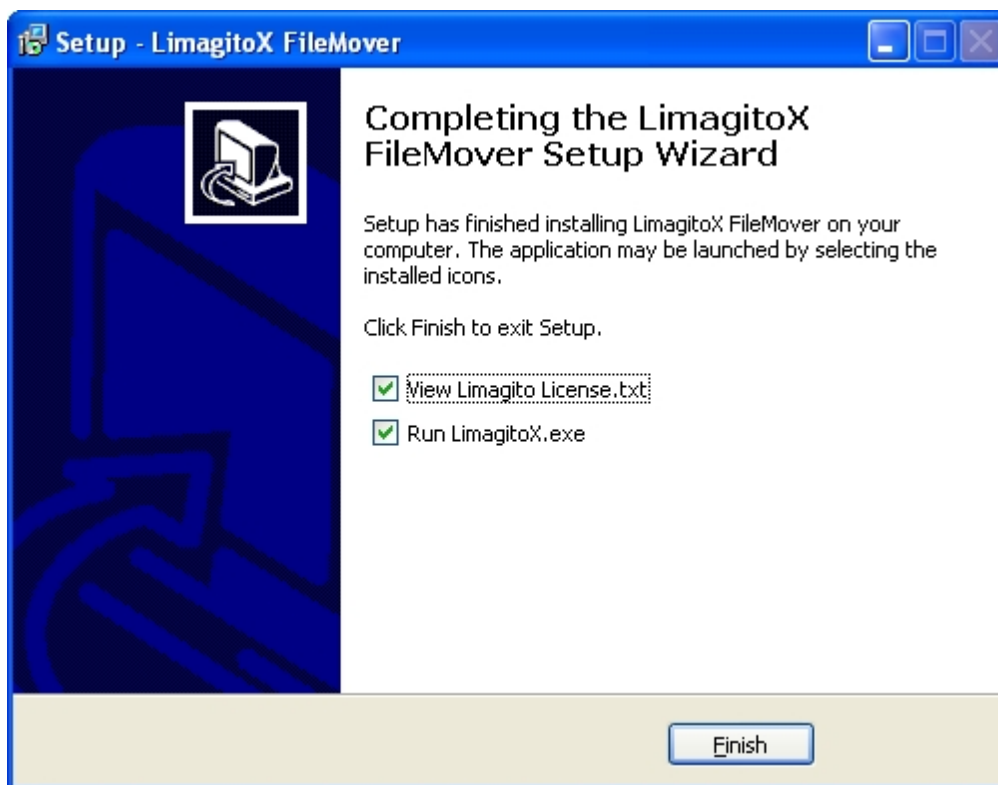 Setup - LimagitoX FileMover
Completing the LimagitoX
FileMover Setup Wizard
Setup has finished installing LimagitoX FileMover on your
computer. The application may be launched by selecting the
installed icons.
Click Finish to exit Setup.
View Limagito License.txt
Run LimagitoX.exe
Finish